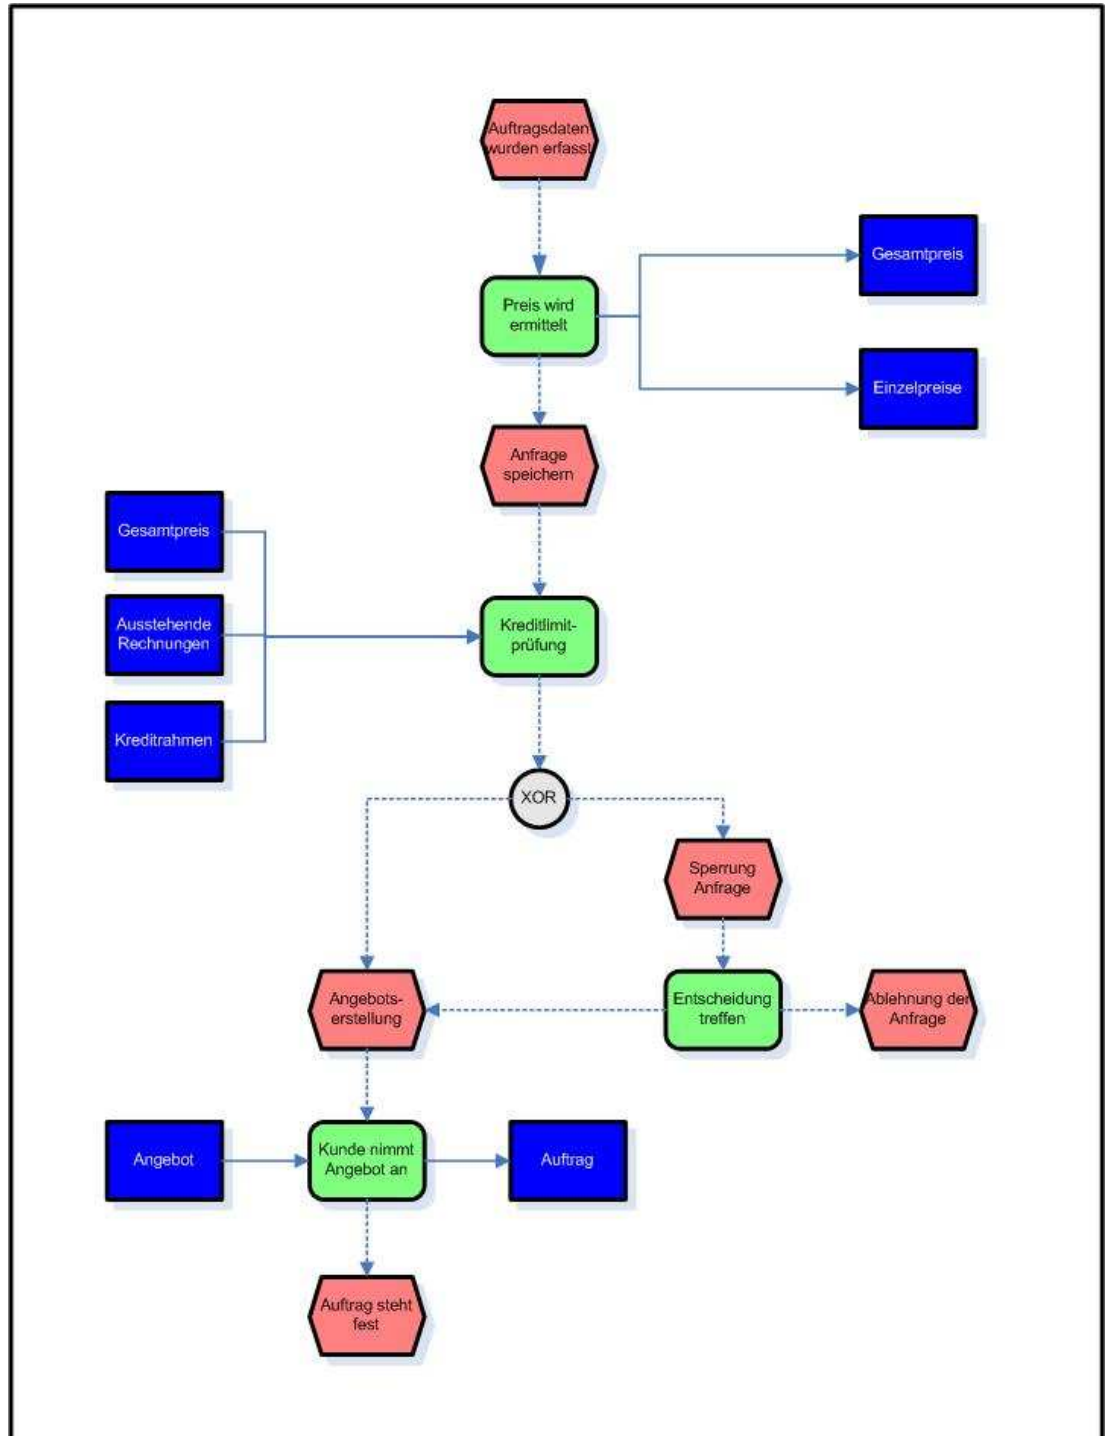 Auftragsdaten
wurden erfasst
Gesamtpreis
Preis wird
ermittelt
Einzelpreise
Anfrage
speichern
Gesamtpreis
Ausstehende
Rechnungen
Kreditlimit-
prüfung
Kreditrahmen
XOR
Sperrung
Anfrage
Angebots-
erstellung
Entscheidung
treffen
Ablehnung der
Anfrage
Angebot
Kunde nimmt
Angebot an
Auftrag
Auftrag steht
fest